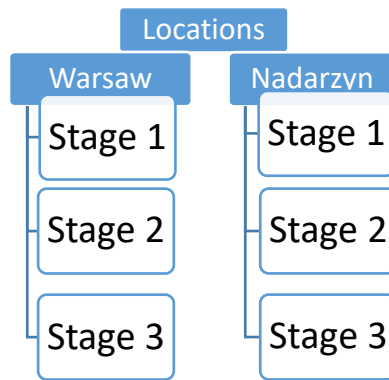 Locations
Warsaw
Nadarzyn
Stage 1
Stage 1
Stage 2
Stage 2
Stage 3
Stage 3